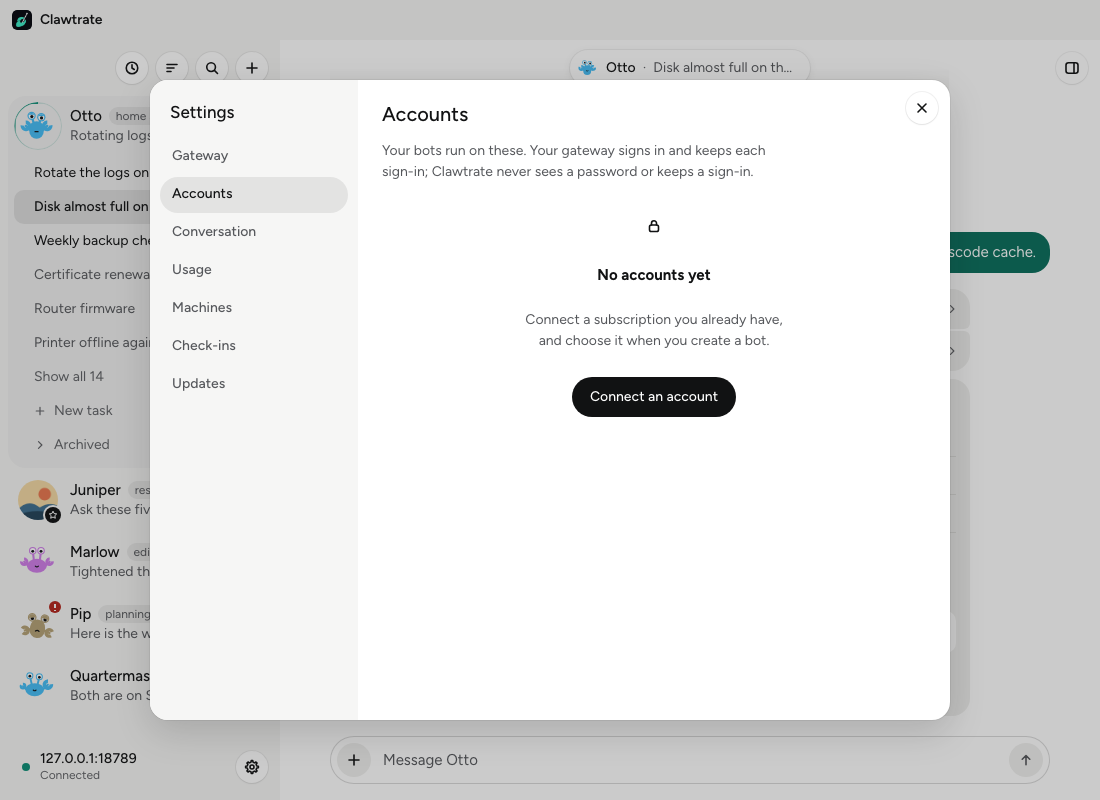 Clawtrate
Otto · Disk almost full on th...
Otto home
Rotating logs
Rotate the logs on
Disk almost full on
Weekly backup che
Certificate renewa
Router firmware
Printer offline again
Show all 14
+ New task
Archived
Juniper res
Ask these five
Marlow edi
Tightened th
Pip planning
Here is the w
Quartermas
Both are on S
127.0.0.1:18789
Connected
Settings
Gateway
Accounts
Conversation
Usage
Machines
Check-ins
Updates
Accounts
Your bots run on these. Your gateway signs in and keeps each
sign-in; Clawtrate never sees a password or keeps a sign-in.
No accounts yet
Connect a subscription you already have,
and choose it when you create a bot.
Connect an account
scode cache.
Message Otto